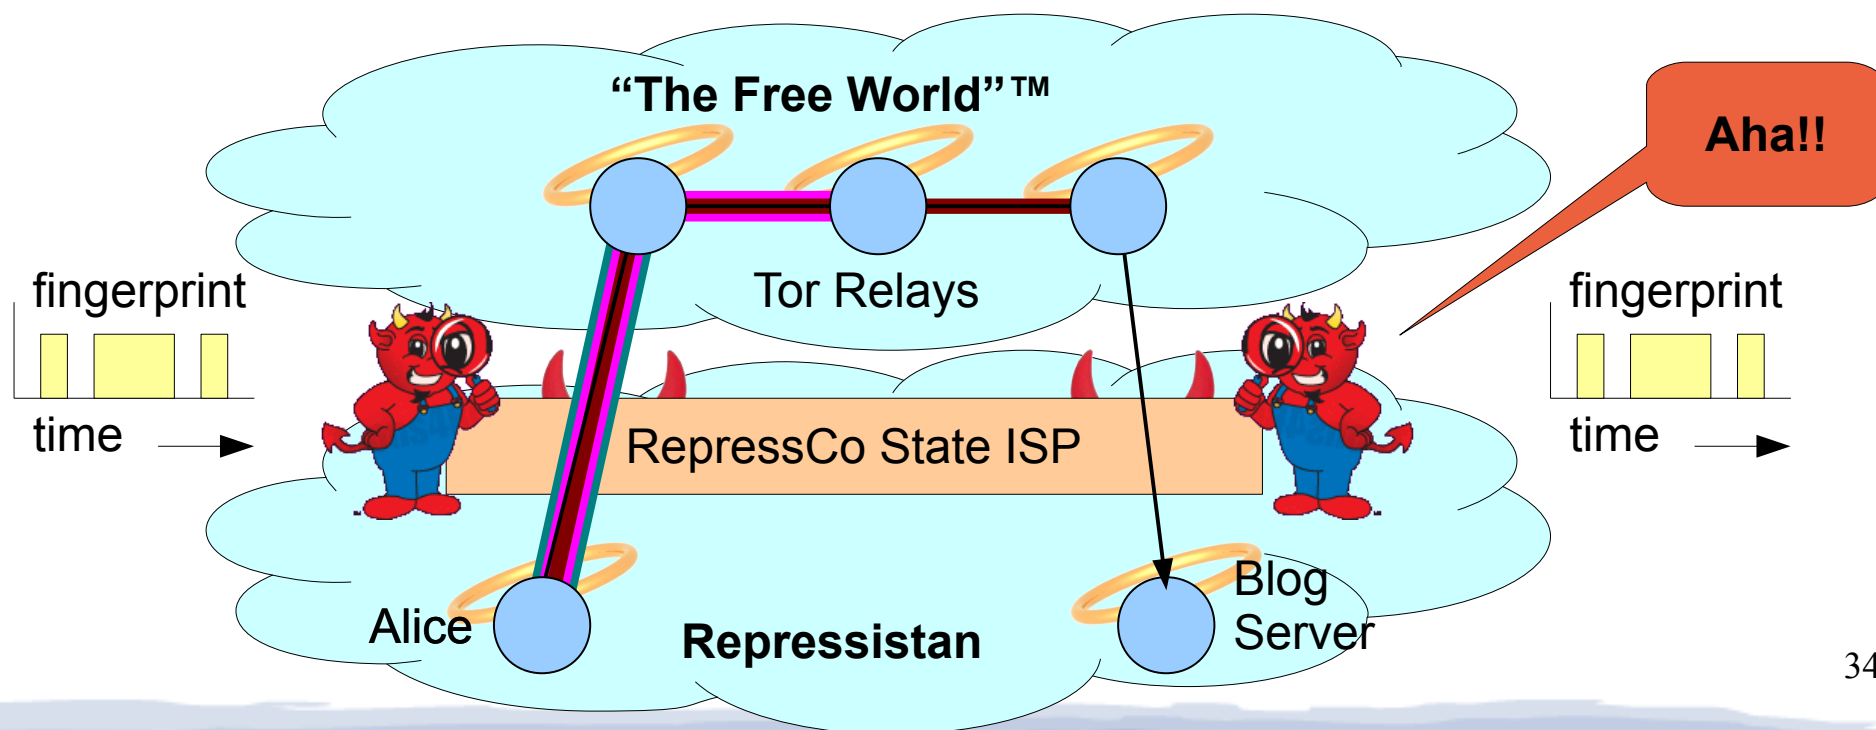 “The Free World”™
Aha!!
fingerprint
Tor Relays
fingerprint
time
RepressCo State ISP
time
Alice
Repressistan
Blog
Server
34